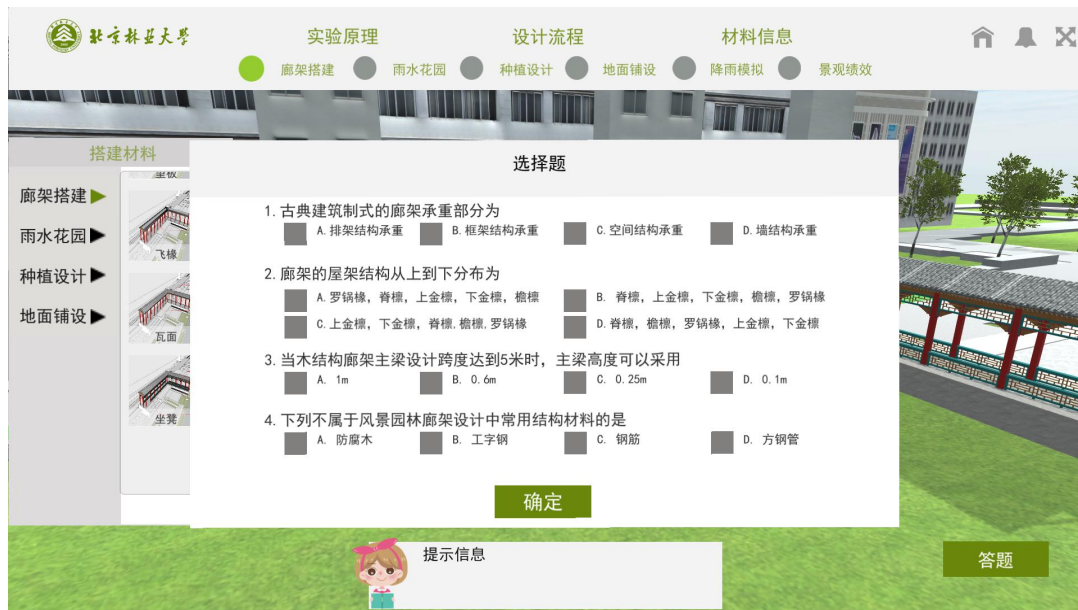 北京林业大学
实验原理 设计流程 材料信息
廊架搭建 雨水花园 种植设计 地面铺设 降雨模拟 景观绩效
搭建材料
廊架搭建
雨水花园
种植设计
地面铺设
望板
飞椽
瓦面
坐凳
选择题
1. 古典建筑制式的廊架承重部分为
A. 排架结构承重 B. 框架结构承重 C. 空间结构承重 D. 墙结构承重
2. 廊架的屋架结构从上到下分布为
A. 罗锅椽，脊檩，上金檩，下金檩，檐檩 B. 脊檩，上金檩，下金檩，檐檩，罗锅椽
C. 上金檩，下金檩，脊檩.檐檩.罗锅椽 D. 脊檩，檐檩，罗锅椽，上金檩，下金檩
3. 当木结构廊架主梁设计跨度达到5米时，主梁高度可以采用
A. 1m B. 0.6m C. 0.25m D. 0.1m
4. 下列不属于风景园林廊架设计中常用结构材料的是
A. 防腐木 B. 工字钢 C. 钢筋 D. 方钢管
确定
提示信息
答题